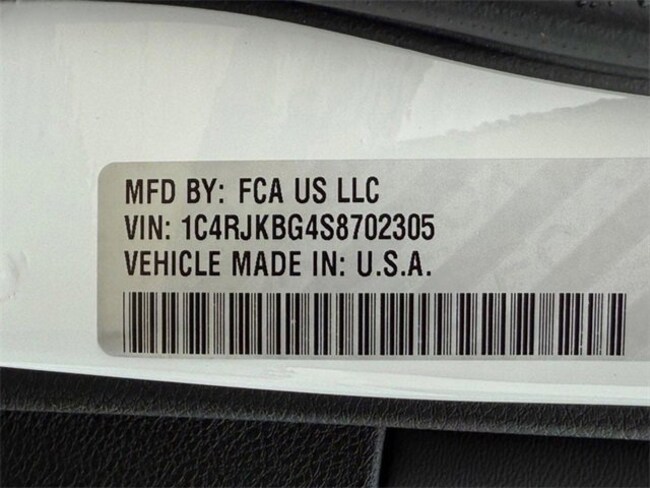 MFD BY: FCA US LLC
VIN: 1C4RJKBG4S8702305
VEHICLE MADE IN: U.S.A.